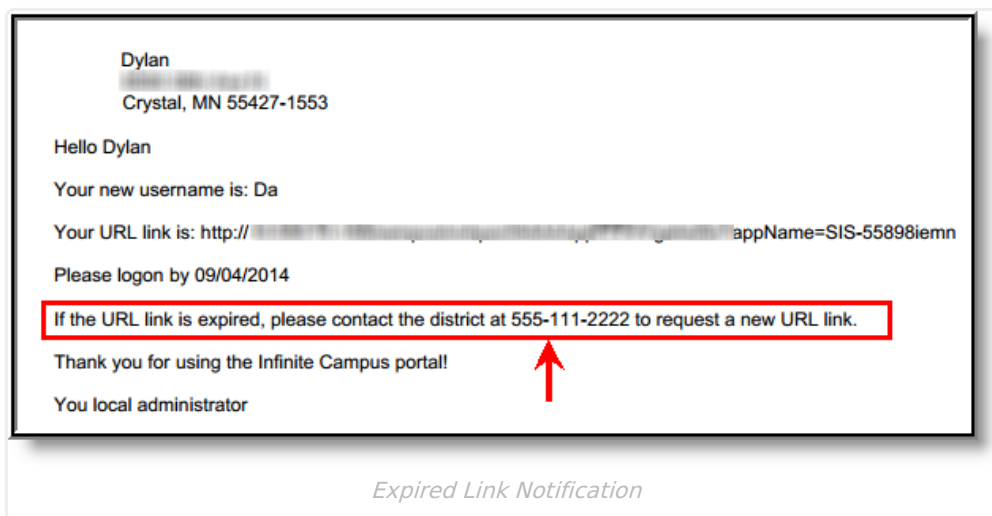 Dylan
Crystal, MN 55427-1553
Hello Dylan
Your new username is: Da
Your URL link is: http:// appName=SIS-55898iemn
Please logon by 09/04/2014
If the URL link is expired, please contact the district at 555-111-2222 to request a new URL link.
Thank you for using the Infinite Campus portal!
You local administrator
Expired Link Notification